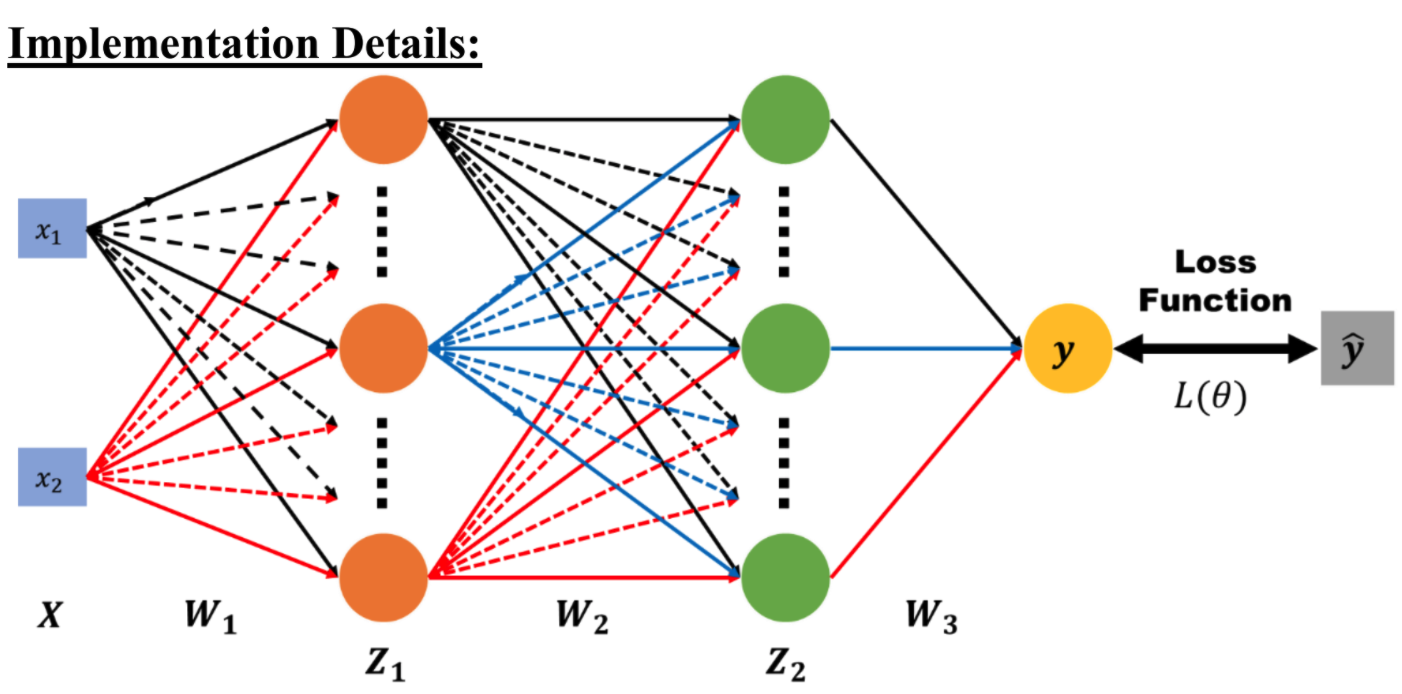 Implementation Details:
x₁
x₂
X
W₁
Z₁
W₂
Z₂
W₃
y
Loss
Function
L(θ)
ŷ